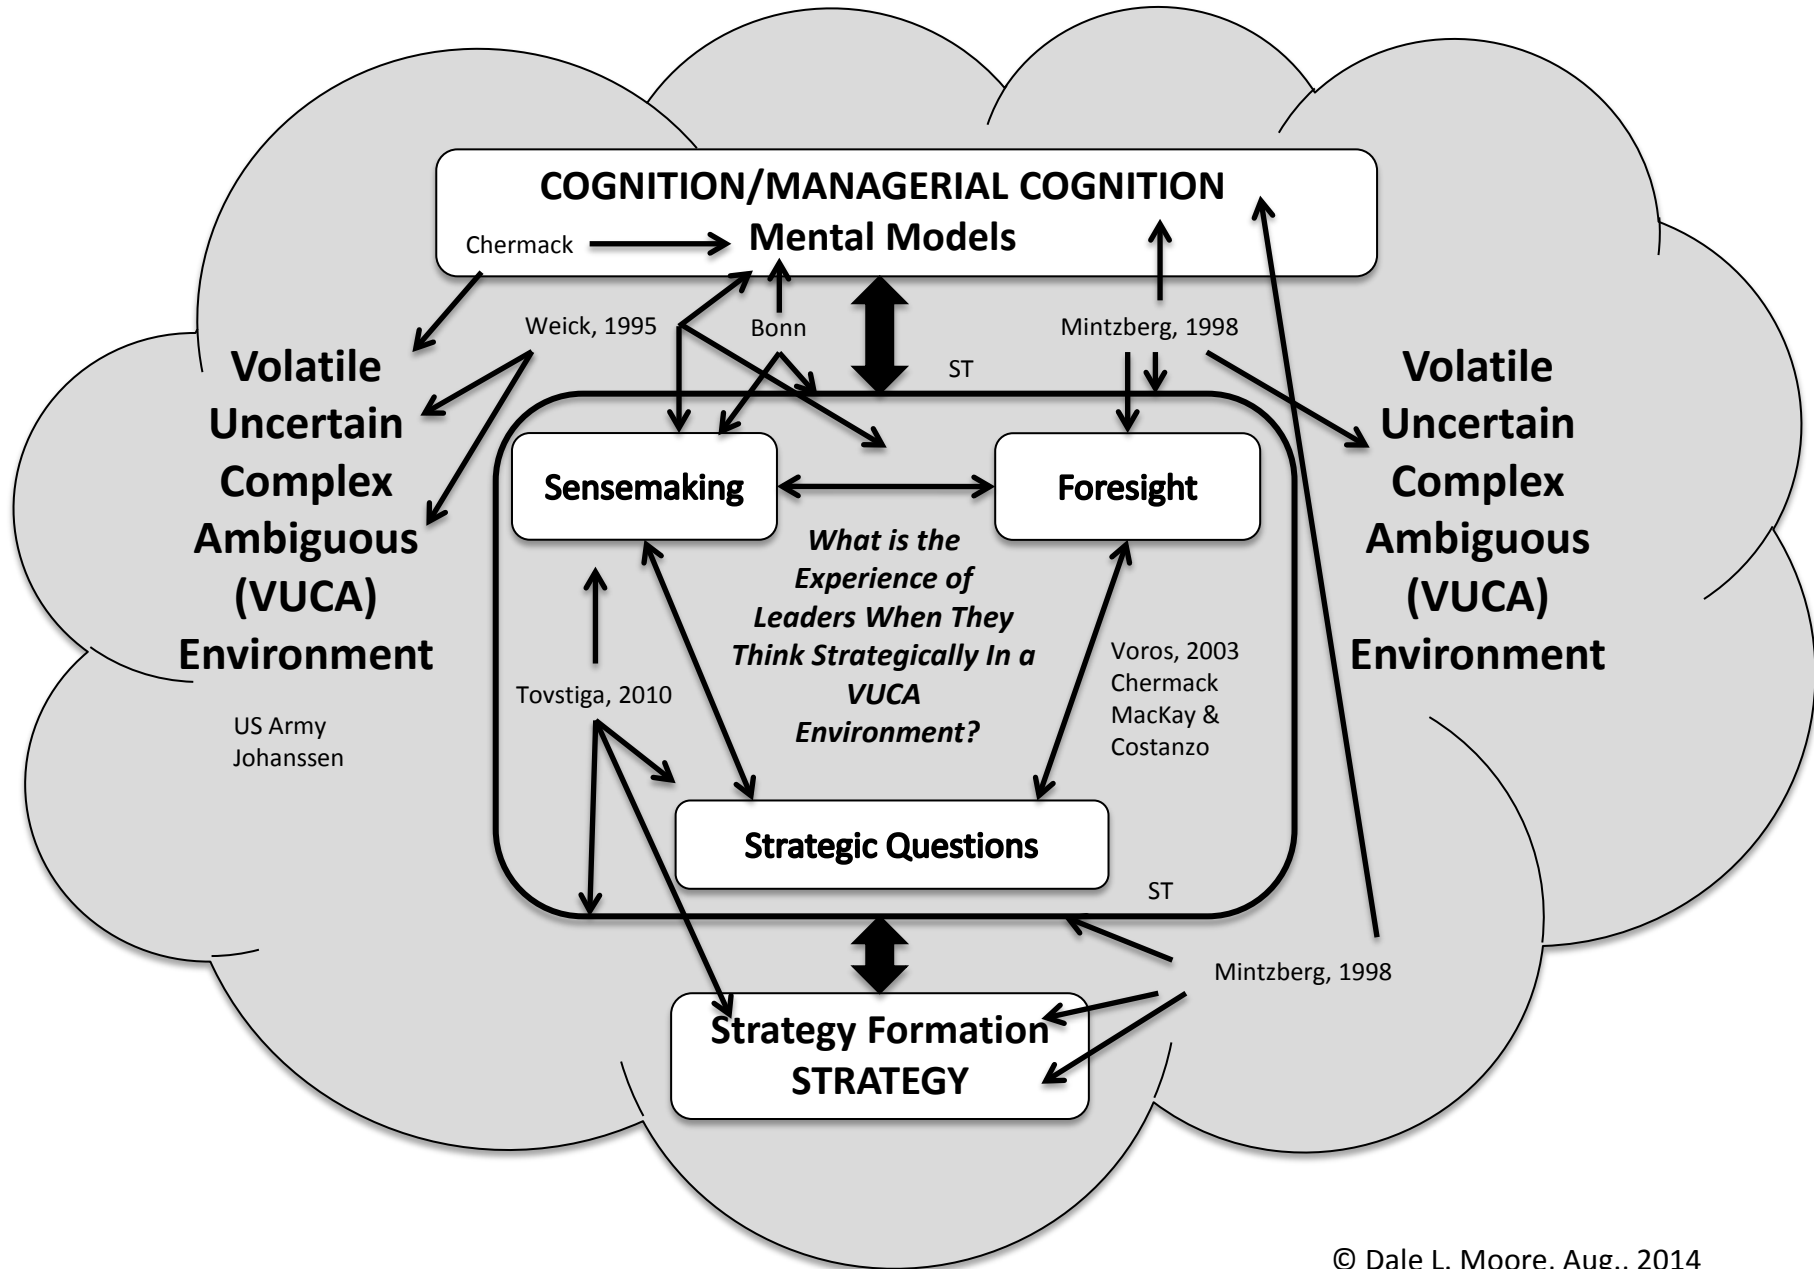 COGNITION/MANAGERIAL COGNITION
Chermack
Mental Models
Weick, 1995
Bonn
Mintzberg, 1998
ST
Volatile
Uncertain
Complex
Ambiguous
(VUCA)
Environment
US Army
Johanssen
Sensemaking
Foresight
What is the
Experience of
Leaders When They
Think Strategically In a
VUCA
Environment?
Tovstiga, 2010
Voros, 2003
Chermack
MacKay &
Costanzo
Strategic Questions
ST
Volatile
Uncertain
Complex
Ambiguous
(VUCA)
Environment
Mintzberg, 1998
Strategy Formation
STRATEGY
© Dale L. Moore, Aug., 2014